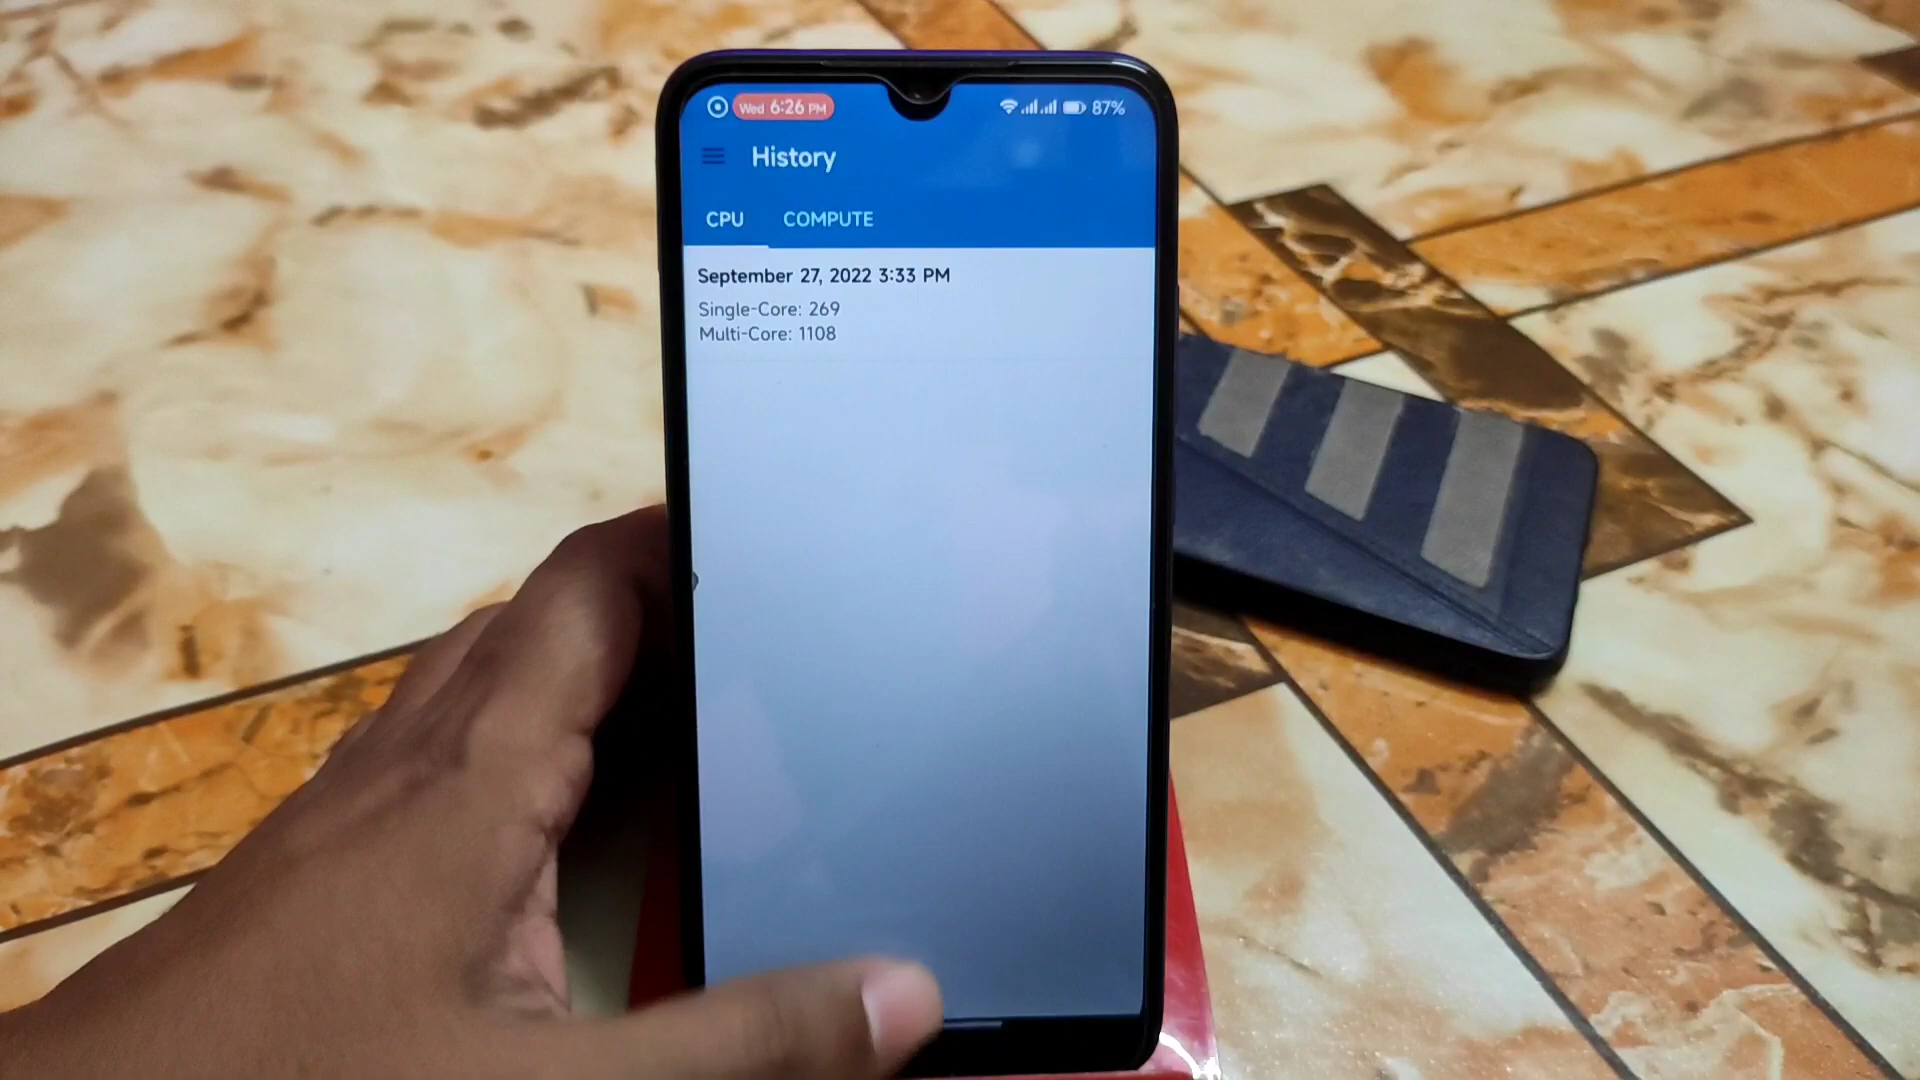 Wed 6:26 PM 87%
History
CPU COMPUTE
September 27, 2022 3:33 PM
Single-Core: 269
Multi-Core: 1108